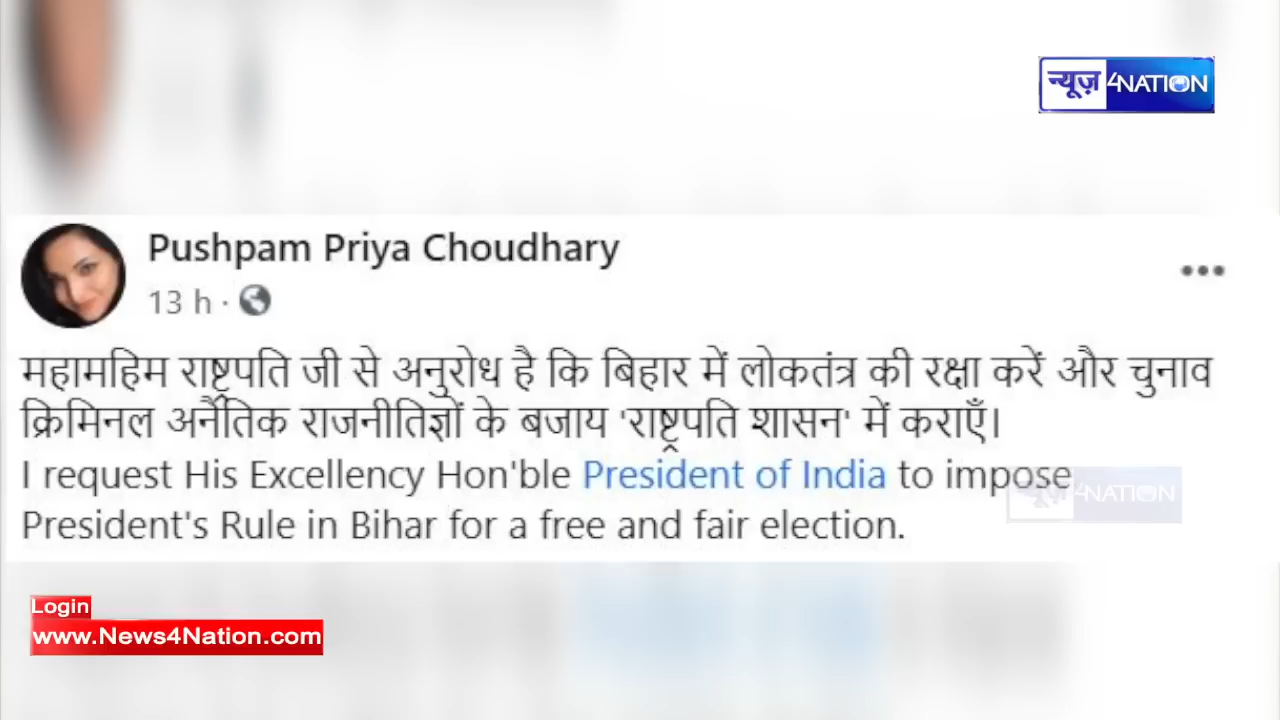 न्यूज़ 4NATION
Pushpam Priya Choudhary
13 h ·
महामहिम राष्ट्रपति जी से अनुरोध है कि बिहार में लोकतंत्र की रक्षा करें और चुनाव
क्रिमिनल अनैतिक राजनीतिज्ञों के बजाय 'राष्ट्रपति शासन' में कराएँ।
I request His Excellency Hon'ble President of India to impose
न्यूज़ 4NATION
President's Rule in Bihar for a free and fair election.
Login
www.News4Nation.com